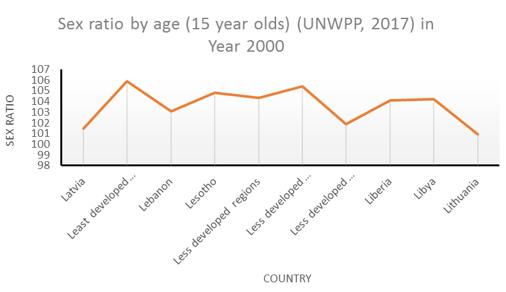 Sex ratio by age (15 year olds) (UNWPP, 2017) in
Year 2000
107
106
105
104
103
102
101
100
99
98
SEX RATIO
Latvia
Least developed...
Lebanon
Lesotho
Less developed regions
Less developed...
Less developed...
Liberia
Libya
Lithuania
COUNTRY